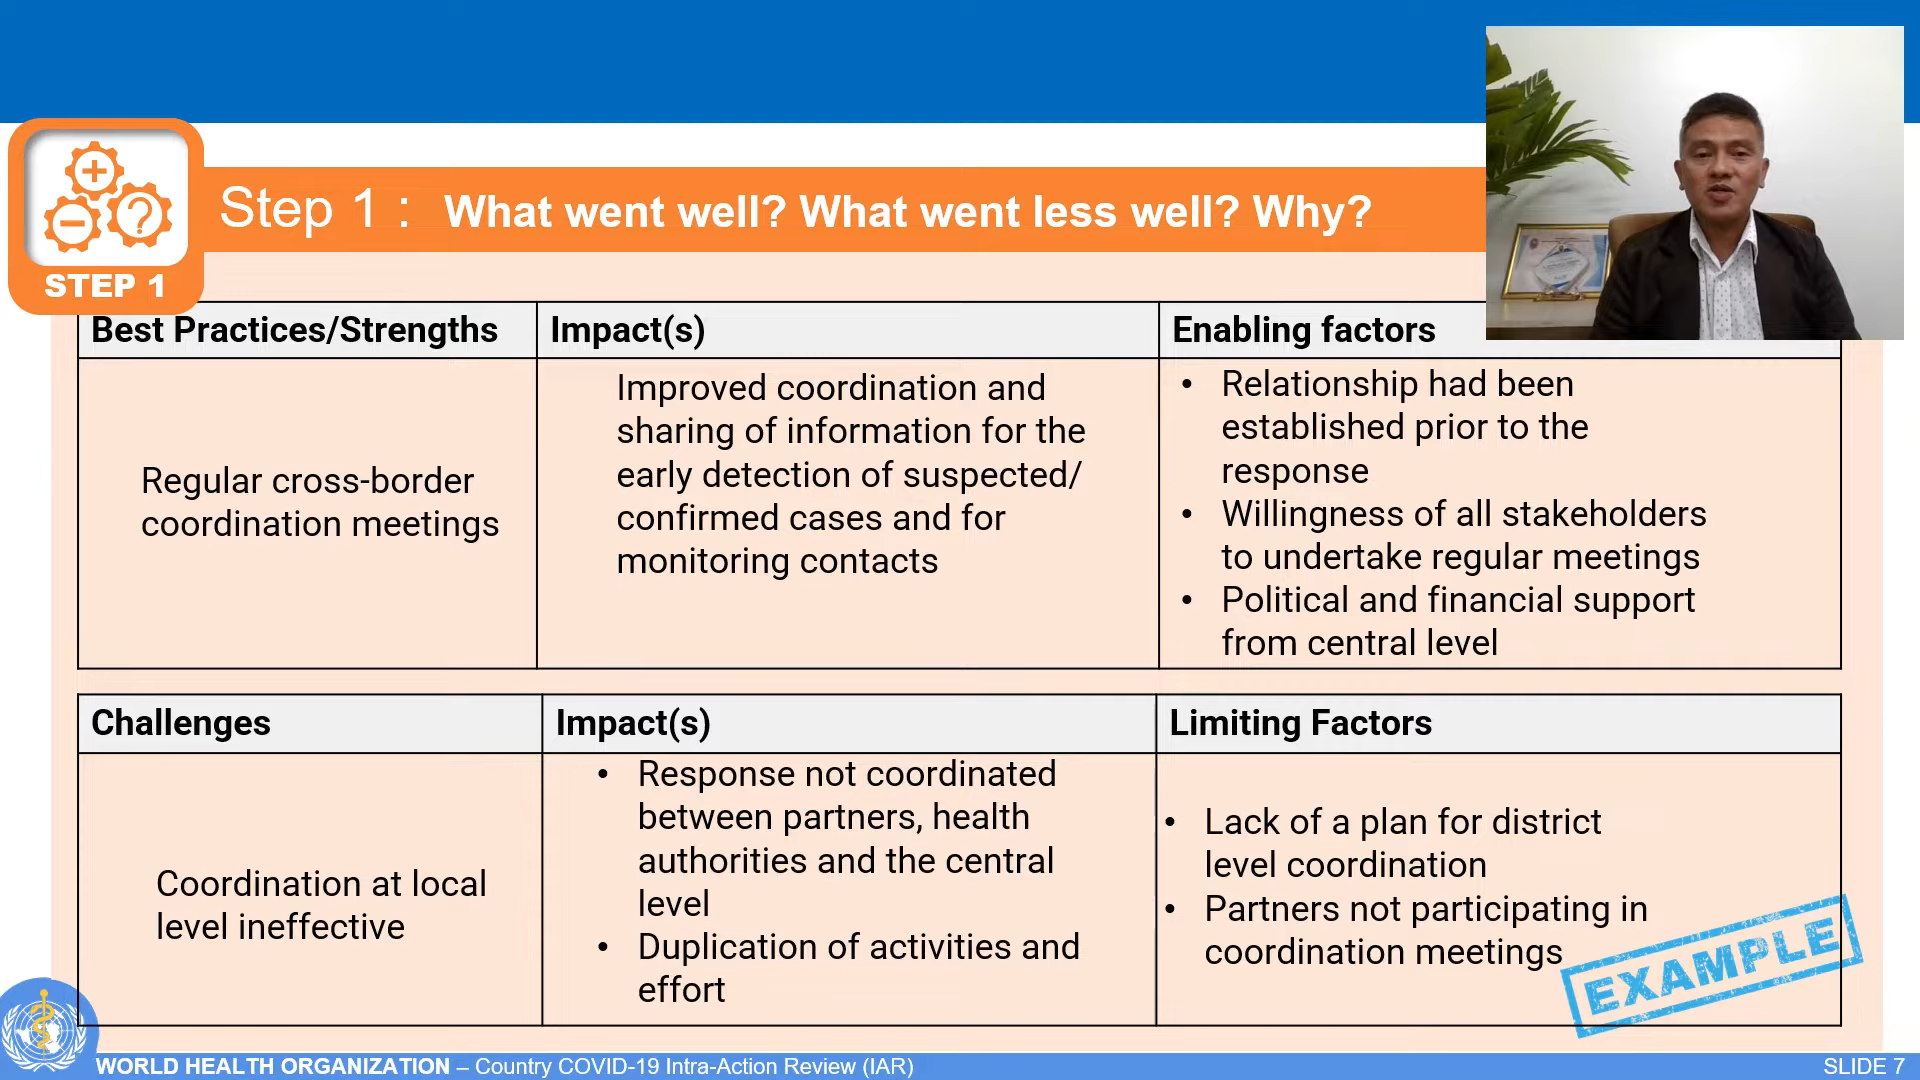 Step 1 : What went well? What went less well? Why?
STEP 1
Best Practices/Strengths
Impact(s)
Enabling factors
Regular cross-border
coordination meetings
Improved coordination and
sharing of information for the
early detection of suspected/
confirmed cases and for
monitoring contacts
• Relationship had been
established prior to the
response
• Willingness of all stakeholders
to undertake regular meetings
• Political and financial support
from central level
Challenges
Impact(s)
Limiting Factors
Coordination at local
level ineffective
• Response not coordinated
between partners, health
authorities and the central
level
• Duplication of activities and
effort
• Lack of a plan for district
level coordination
• Partners not participating in
coordination meetings
EXAMPLE
WORLD HEALTH ORGANIZATION – Country COVID-19 Intra-Action Review (IAR)
SLIDE 7